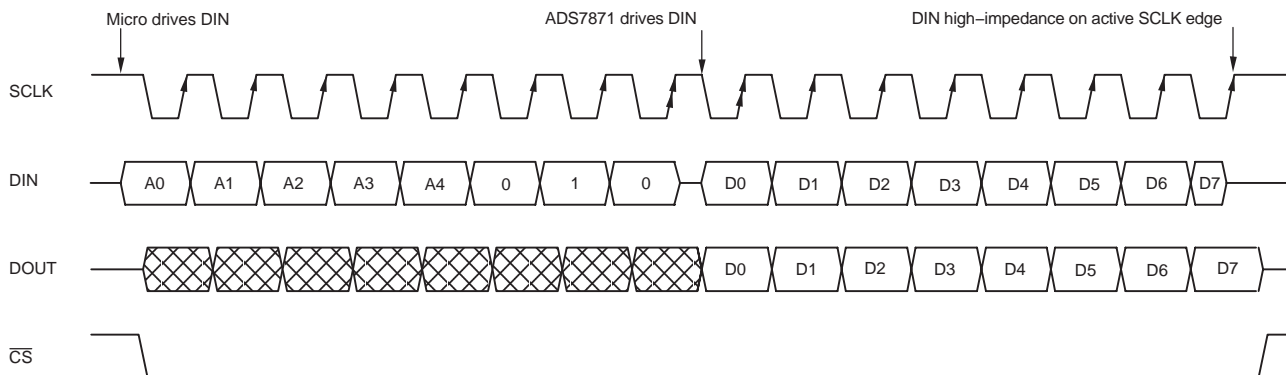 Micro drives DIN ADS7871 drives DIN DIN high–impedance on active SCLK edge
SCLK
DIN A0 A1 A2 A3 A4 0 1 0 D0 D1 D2 D3 D4 D5 D6 D7
DOUT D0 D1 D2 D3 D4 D5 D6 D7
C̅S̅